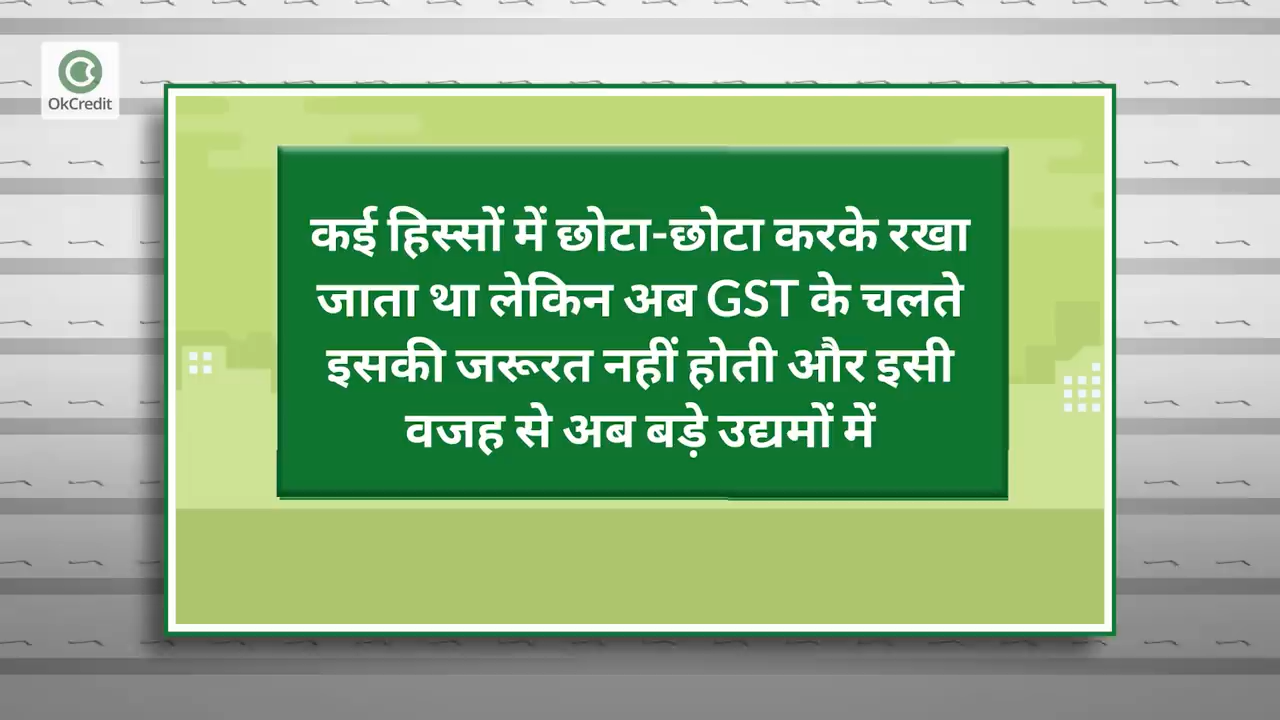 OkCredit
कई हिस्सों में छोटा-छोटा करके रखा
जाता था लेकिन अब GST के चलते
इसकी जरूरत नहीं होती और इसी
वजह से अब बड़े उद्यमों में